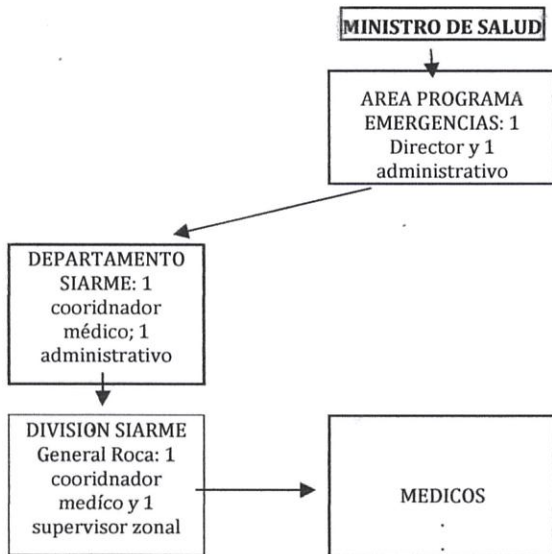 MINISTRO DE SALUD
AREA PROGRAMA
EMERGENCIAS: 1
Director y 1
administrativo
DEPARTAMENTO
SIARME: 1
cooridnador
médico; 1
administrativo
DIVISION SIARME
General Roca: 1
cooridnador
medíco y 1
supervisor zonal
MEDICOS
.
.